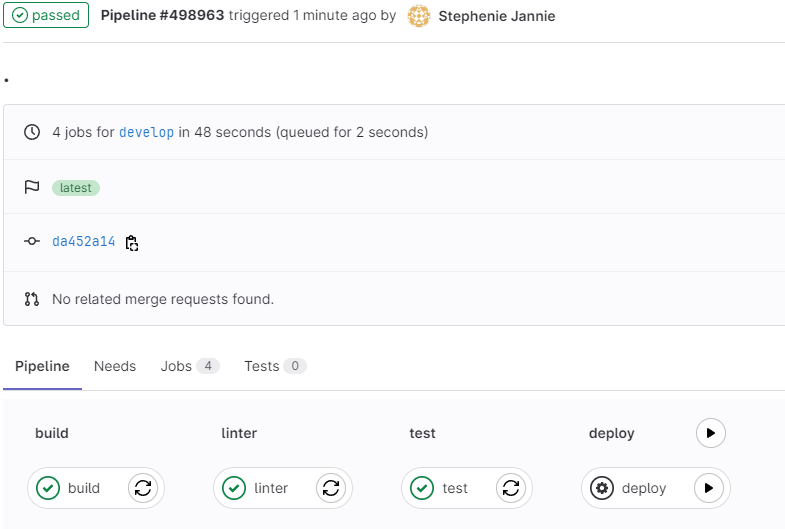 passed Pipeline #498963 triggered 1 minute ago by Stephenie Jannie
.
4 jobs for develop in 48 seconds (queued for 2 seconds)
latest
da452a14
No related merge requests found.
Pipeline Needs Jobs 4 Tests 0
build linter test deploy
build linter test deploy